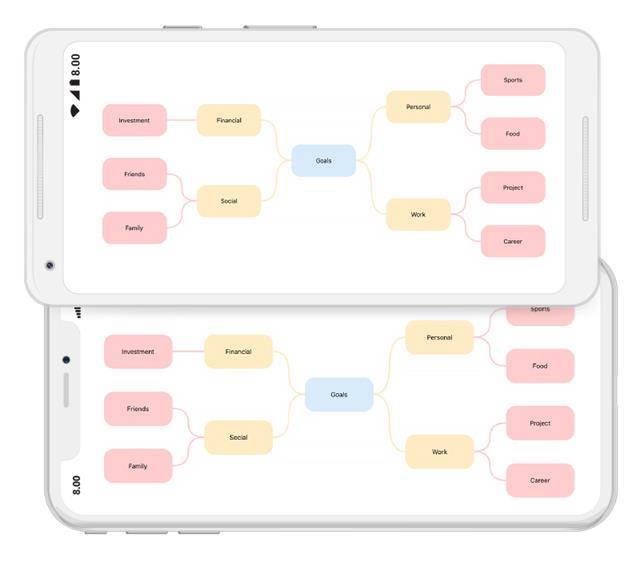 8.00
Sports
Personal
Investment
Financial
Food
Goals
Friends
Project
Social
Work
Family
Career
Sports
Personal
Investment
Financial
Food
Goals
Friends
Project
Social
Work
Family
Career
8.00